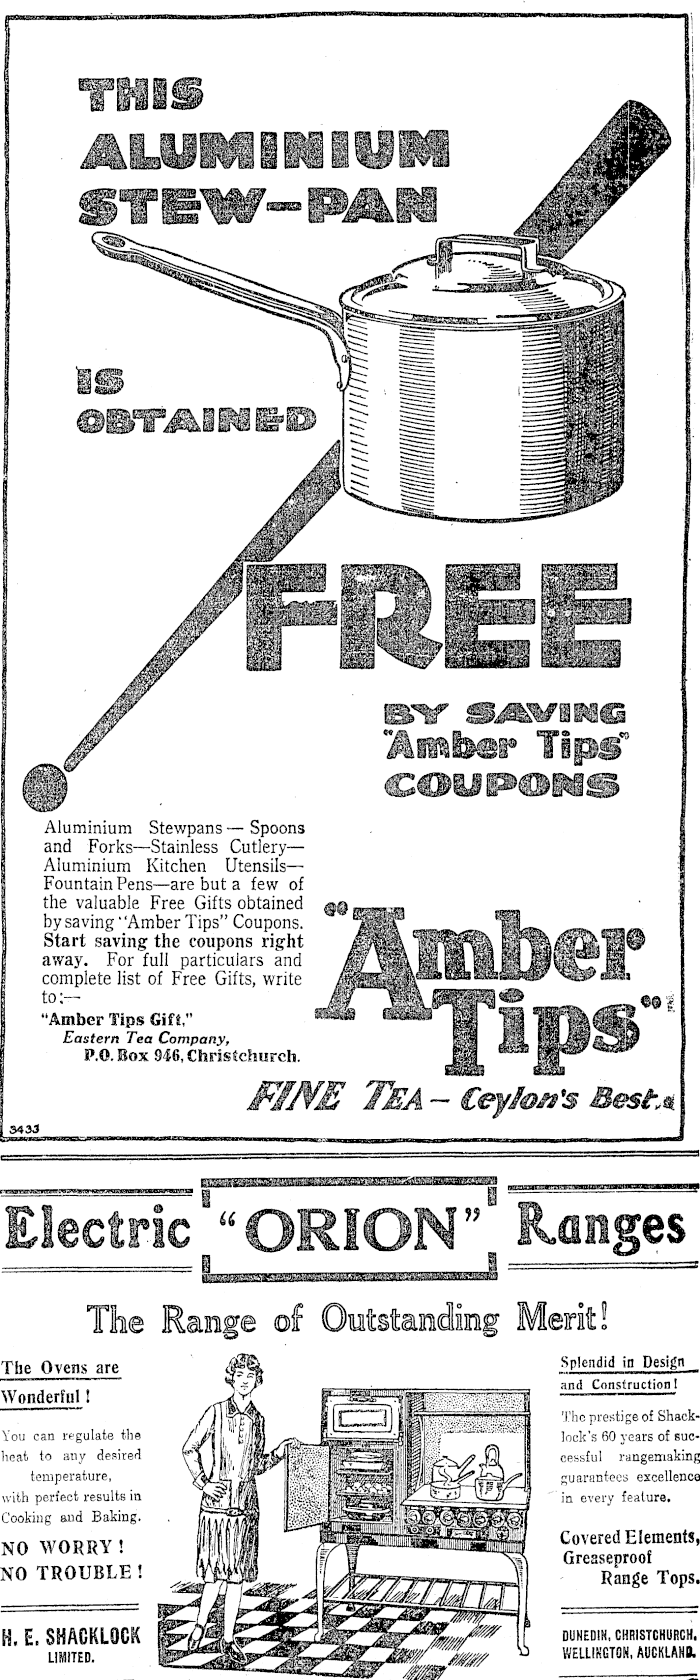 THIS
ALUMINIUM
STEW-PAN
IS
OBTAINED
FREE
BY SAVING
"Amber Tips"
COUPONS
Aluminium Stewpans — Spoons
and Forks—Stainless Cutlery—
Aluminium Kitchen Utensils—
Fountain Pens—are but a few of
the valuable Free Gifts obtained
by saving "Amber Tips" Coupons.
Start saving the coupons right
away. For full particulars and
complete list of Free Gifts, write
to:—
"Amber Tips Gift,"
Eastern Tea Company,
P.O. Box 946, Christchurch.
"Amber
Tips"
FINE TEA – Ceylon's Best.
3433
Electric "ORION" Ranges
The Range of Outstanding Merit!
The Ovens are
Wonderful!
You can regulate the
heat to any desired
temperature,
with perfect results in
Cooking and Baking.
NO WORRY!
NO TROUBLE!
H. E. SHACKLOCK
LIMITED.
Splendid in Design
and Construction!
The prestige of Shack-
lock's 60 years of suc-
cessful rangemaking
guarantees excellence
in every feature.
Covered Elements,
Greaseproof
Range Tops.
DUNEDIN, CHRISTCHURCH,
WELLINGTON, AUCKLAND.